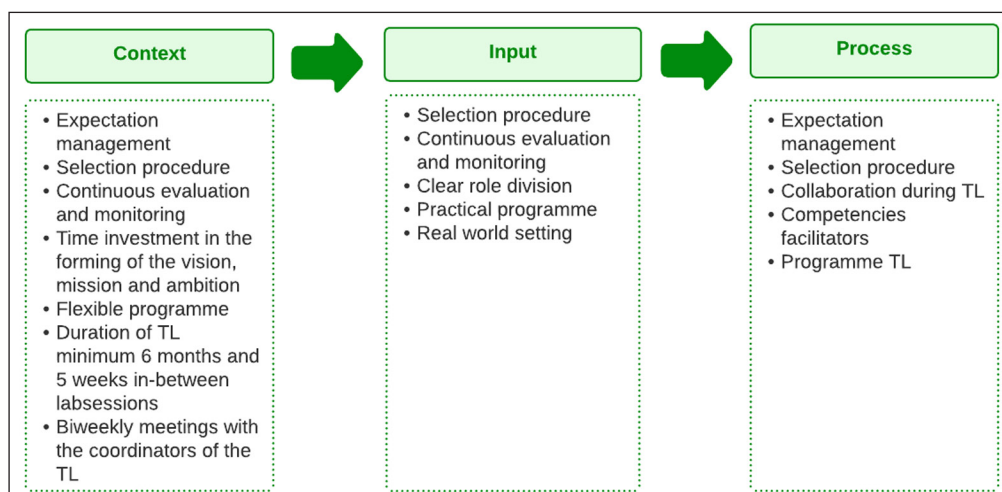 Context
• Expectation
management
• Selection procedure
• Continuous evaluation
and monitoring
• Time investment in the
forming of the vision,
mission and ambition
• Flexible programme
• Duration of TL
minimum 6 months and
5 weeks in-between
labsessions
• Biweekly meetings with
the coordinators of the
TL
Input
• Selection procedure
• Continuous evaluation
and monitoring
• Clear role division
• Practical programme
• Real world setting
Process
• Expectation
management
• Selection procedure
• Collaboration during TL
• Competencies
facilitators
• Programme TL